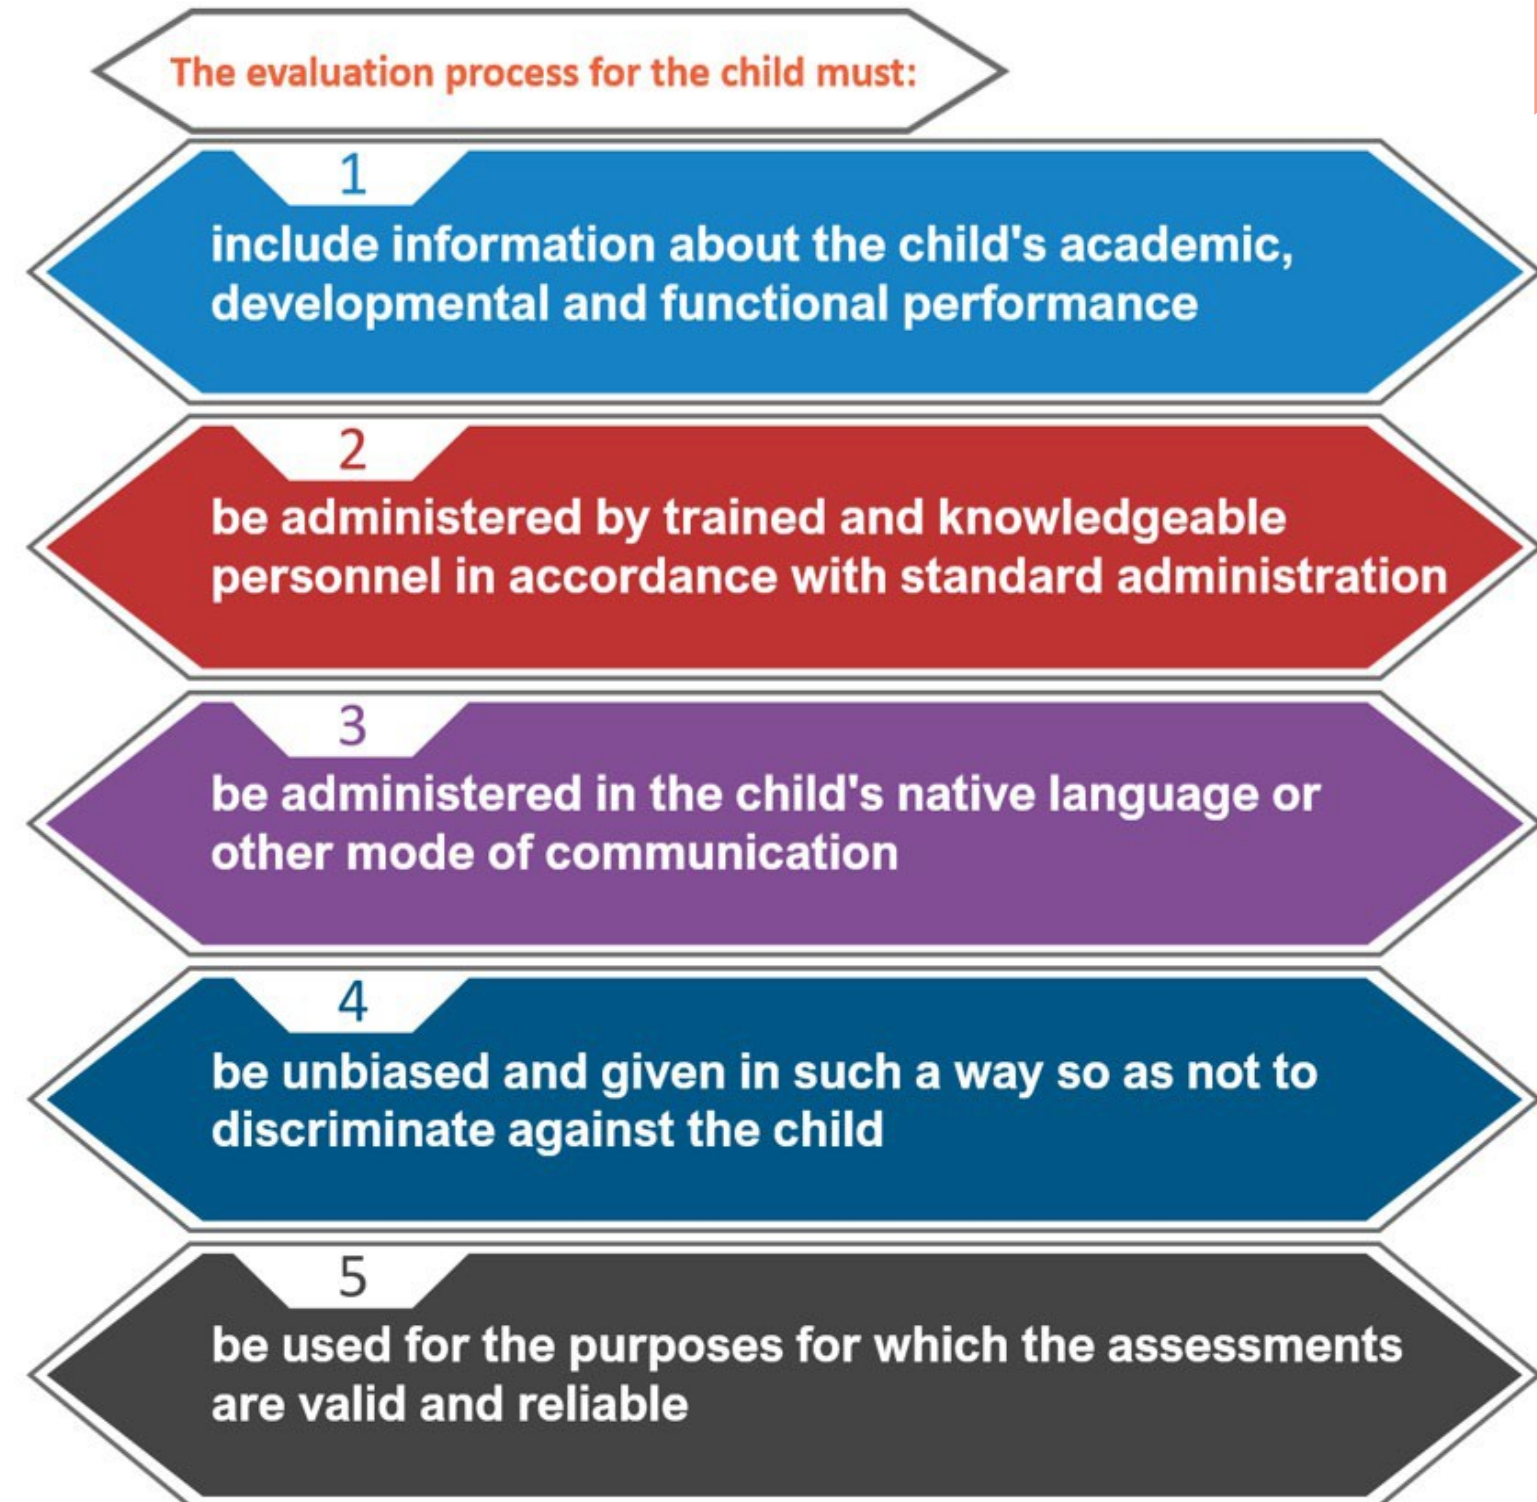 The evaluation process for the child must:
1
include information about the child's academic,
developmental and functional performance
2
be administered by trained and knowledgeable
personnel in accordance with standard administration
3
be administered in the child's native language or
other mode of communication
4
be unbiased and given in such a way so as not to
discriminate against the child
5
be used for the purposes for which the assessments
are valid and reliable